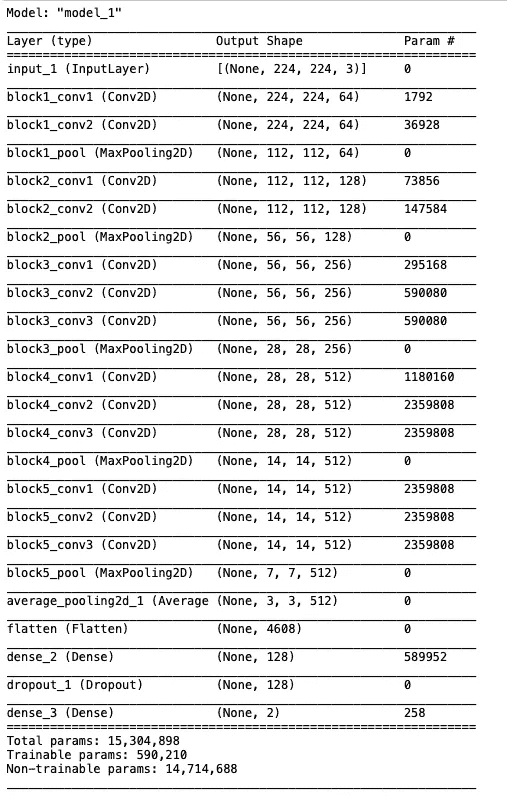 Model: "model_1"
Layer (type) Output Shape Param #
input_1 (InputLayer) [(None, 224, 224, 3)] 0
block1_conv1 (Conv2D) (None, 224, 224, 64) 1792
block1_conv2 (Conv2D) (None, 224, 224, 64) 36928
block1_pool (MaxPooling2D) (None, 112, 112, 64) 0
block2_conv1 (Conv2D) (None, 112, 112, 128) 73856
block2_conv2 (Conv2D) (None, 112, 112, 128) 147584
block2_pool (MaxPooling2D) (None, 56, 56, 128) 0
block3_conv1 (Conv2D) (None, 56, 56, 256) 295168
block3_conv2 (Conv2D) (None, 56, 56, 256) 590080
block3_conv3 (Conv2D) (None, 56, 56, 256) 590080
block3_pool (MaxPooling2D) (None, 28, 28, 256) 0
block4_conv1 (Conv2D) (None, 28, 28, 512) 1180160
block4_conv2 (Conv2D) (None, 28, 28, 512) 2359808
block4_conv3 (Conv2D) (None, 28, 28, 512) 2359808
block4_pool (MaxPooling2D) (None, 14, 14, 512) 0
block5_conv1 (Conv2D) (None, 14, 14, 512) 2359808
block5_conv2 (Conv2D) (None, 14, 14, 512) 2359808
block5_conv3 (Conv2D) (None, 14, 14, 512) 2359808
block5_pool (MaxPooling2D) (None, 7, 7, 512) 0
average_pooling2d_1 (Average (None, 3, 3, 512) 0
flatten (Flatten) (None, 4608) 0
dense_2 (Dense) (None, 128) 589952
dropout_1 (Dropout) (None, 128) 0
dense_3 (Dense) (None, 2) 258
Total params: 15,304,898
Trainable params: 590,210
Non-trainable params: 14,714,688